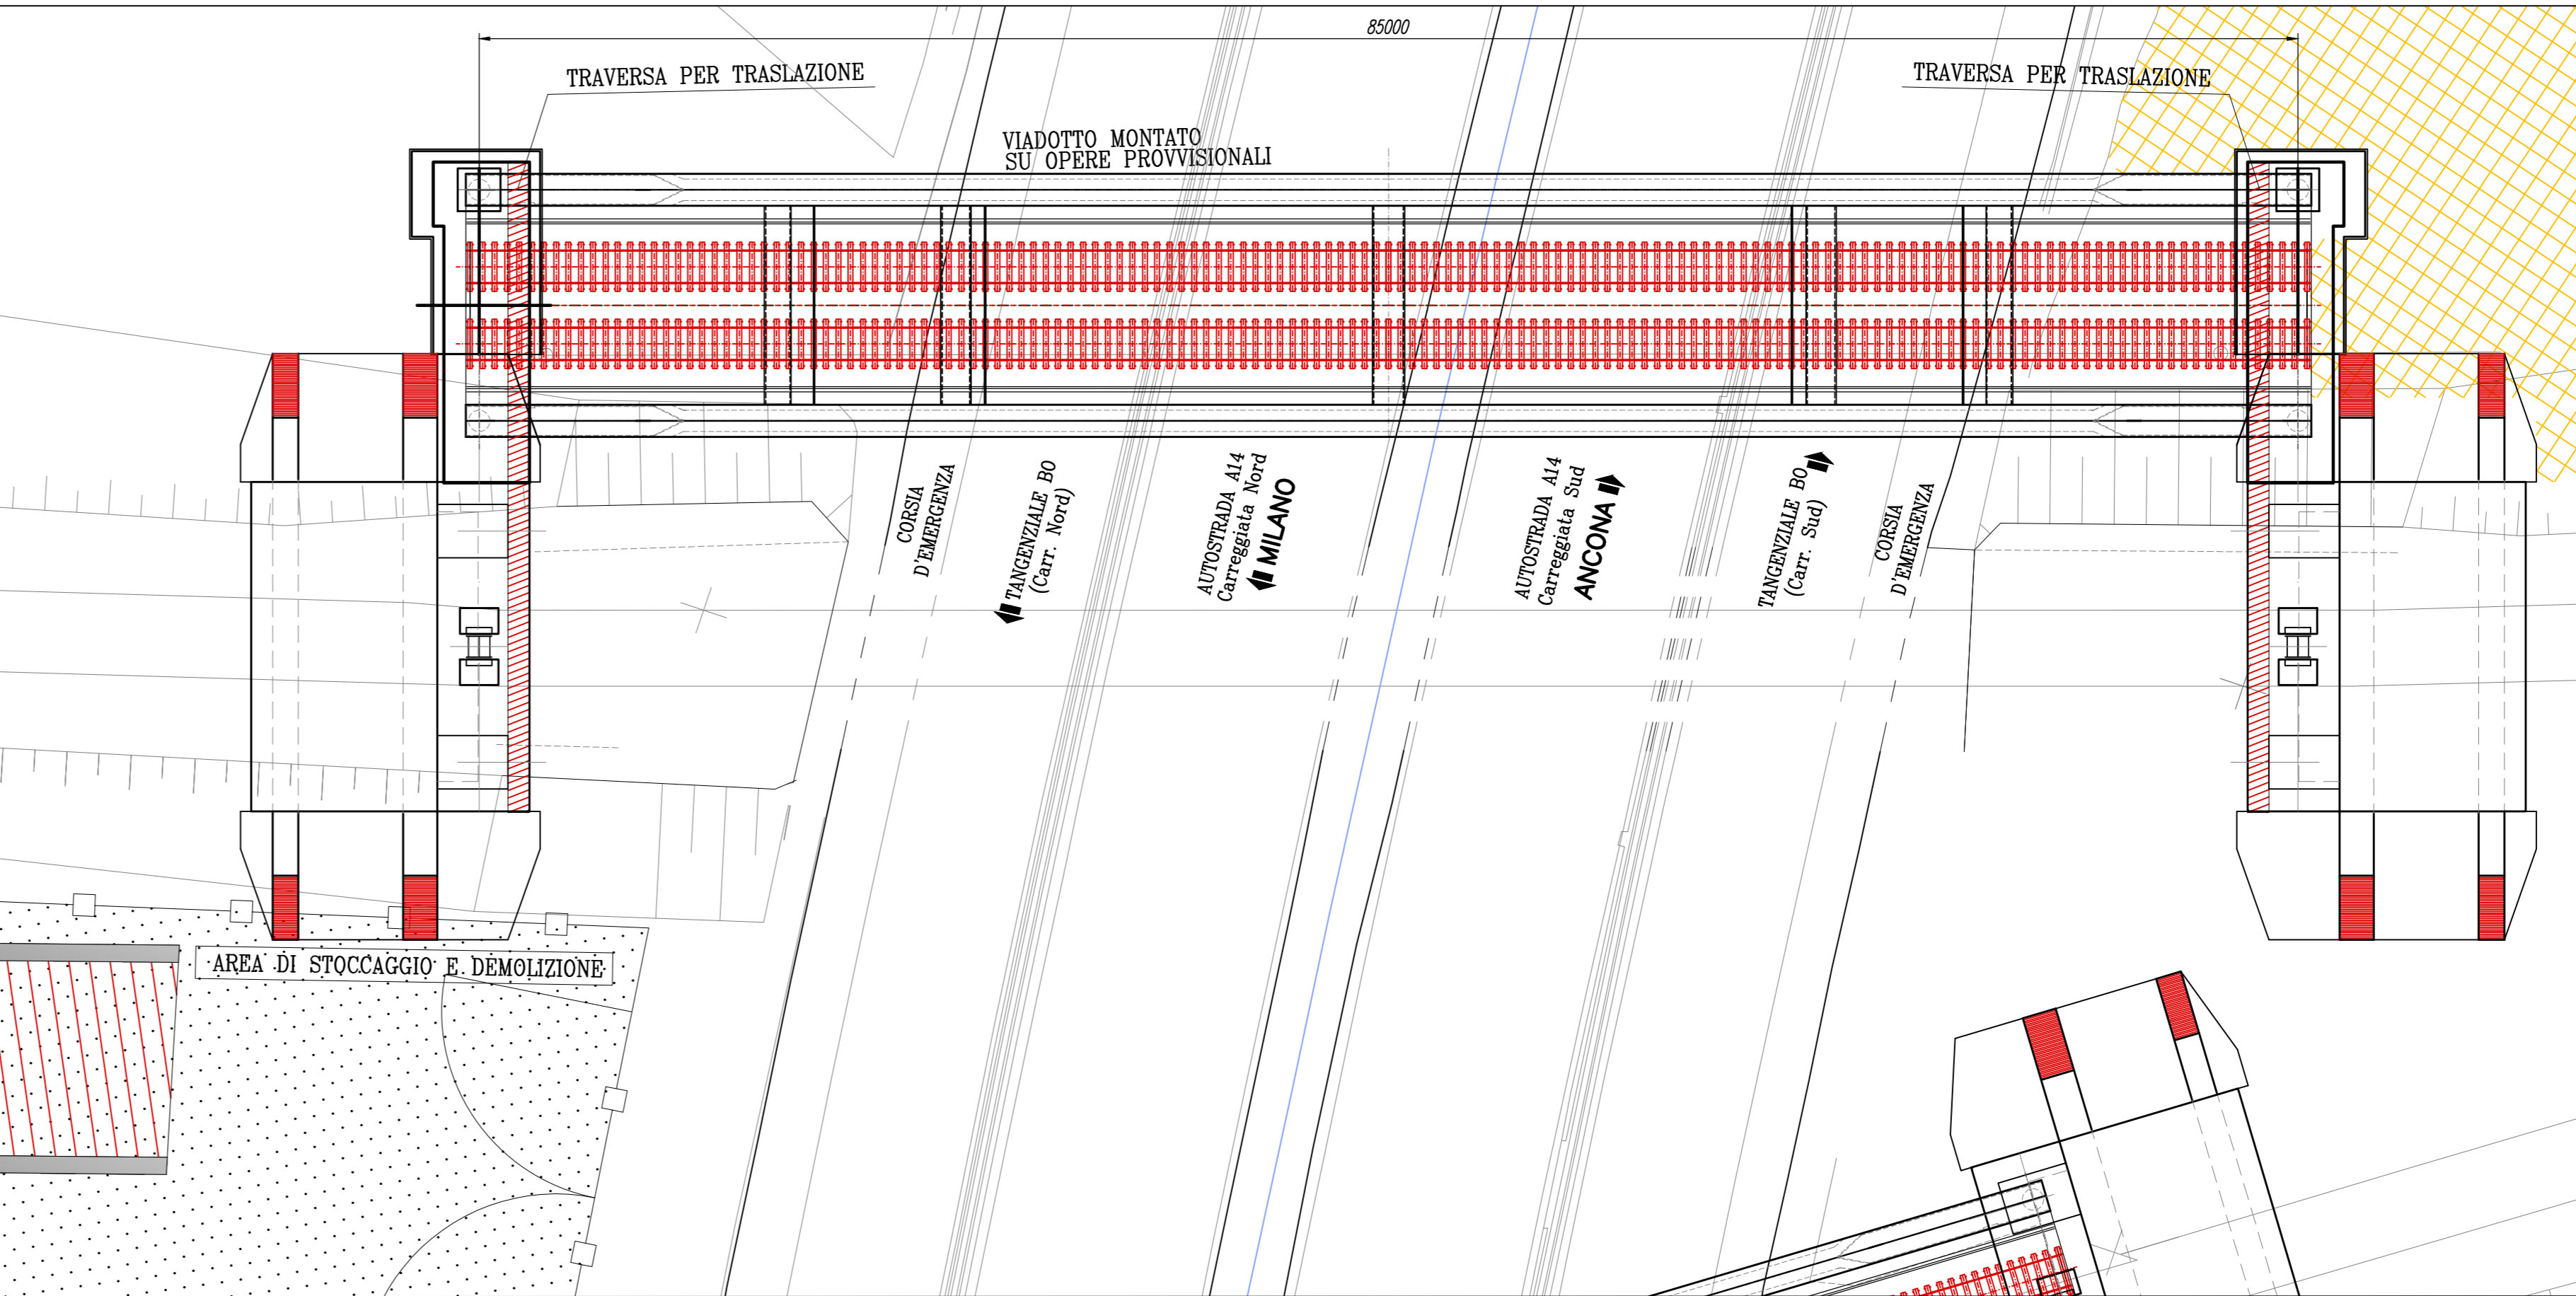 85000
TRAVERSA PER TRASLAZIONE
TRAVERSA PER TRASLAZIONE
VIADOTTO MONTATO
SU OPERE PROVVISIONALI
CORSIA
D'EMERGENZA
TANGENZIALE BO
(Carr. Nord)
AUTOSTRADA A14
Carreggiata Nord
MILANO
AUTOSTRADA A14
Carreggiata Sud
ANCONA
TANGENZIALE BO
(Carr. Sud)
CORSIA
D'EMERGENZA
AREA DI STOCCAGGIO E DEMOLIZIONE